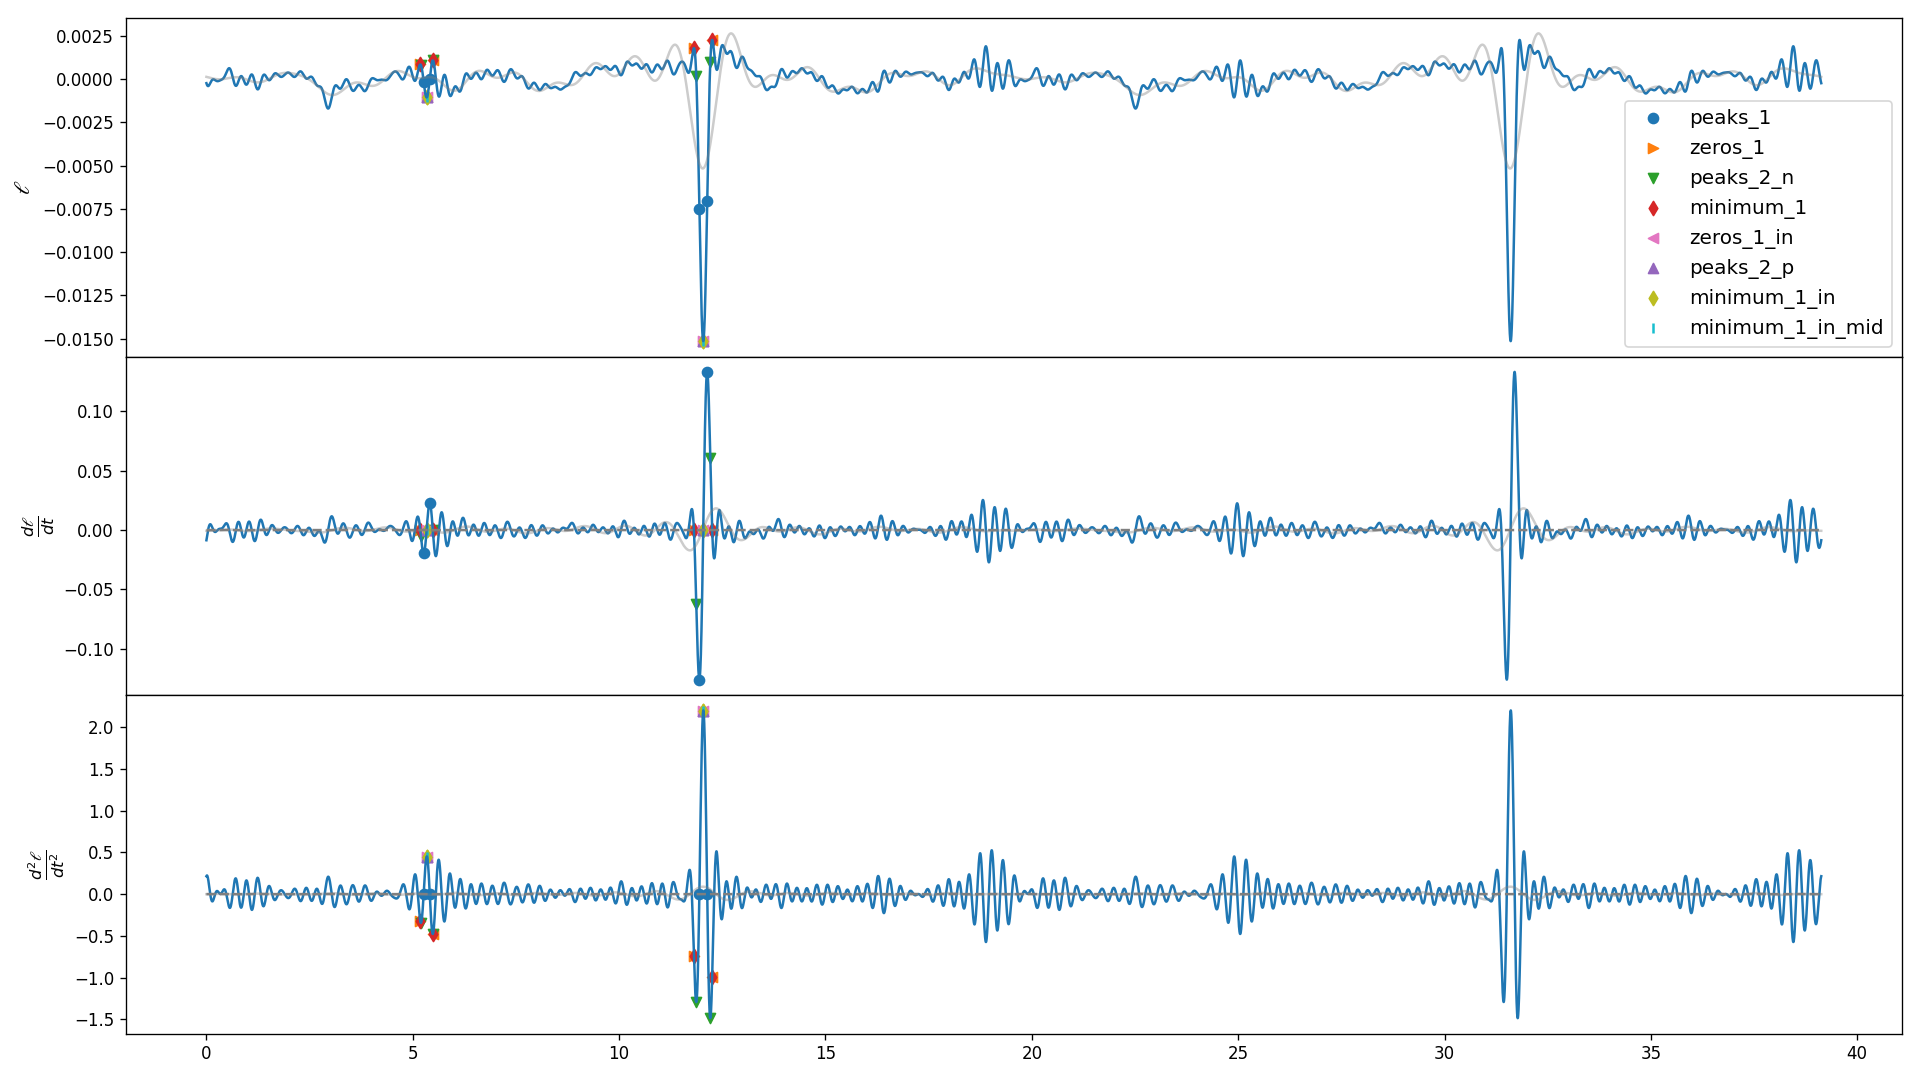 0.0025
0.0000
−0.0025
−0.0050
−0.0075
−0.0100
−0.0125
−0.0150
ℓ
peaks_1
zeros_1
peaks_2_n
minimum_1
zeros_1_in
peaks_2_p
minimum_1_in
minimum_1_in_mid
0.10
0.05
0.00
−0.05
−0.10
dℓ
dt
2.0
1.5
1.0
0.5
0.0
−0.5
−1.0
−1.5
d²ℓ
dt²
0 5 10 15 20 25 30 35 40